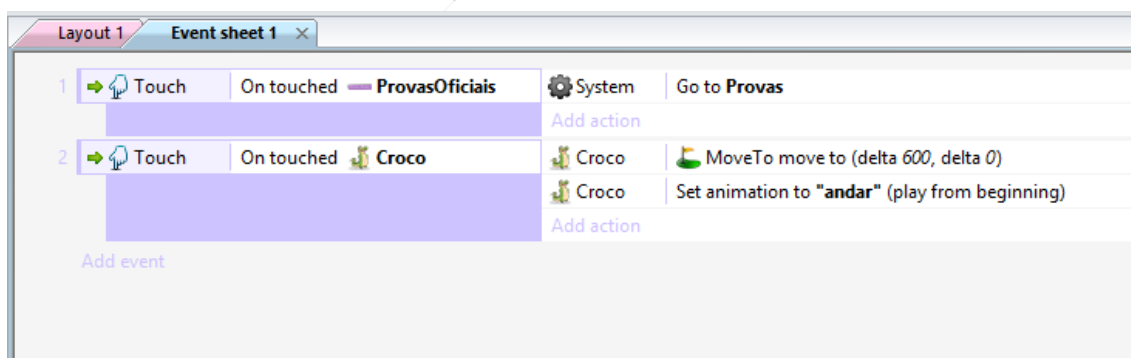 Layout 1 Event sheet 1 ×
1 Touch On touched ProvasOficiais System Go to Provas
Add action
2 Touch On touched Croco Croco MoveTo move to (delta 600, delta 0)
Croco Set animation to "andar" (play from beginning)
Add action
Add event